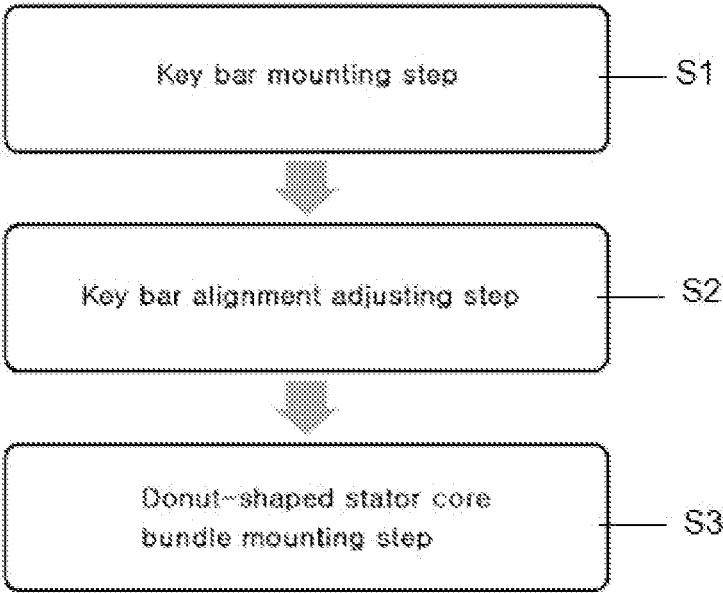 Key bar mounting step
S1
Key bar alignment adjusting step
S2
Donut-shaped stator core
bundle mounting step
S3